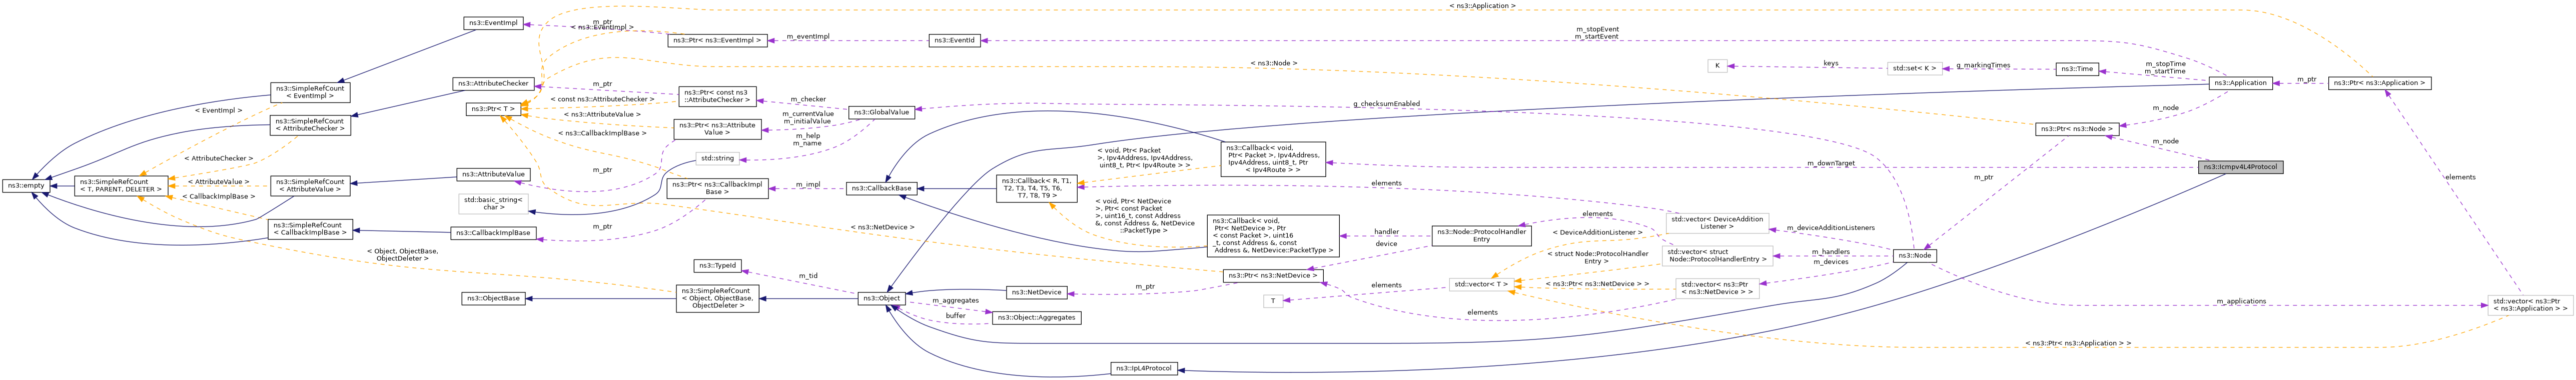 < ns3::Application >
ns3::EventImpl
m_ptr
< ns3::EventImpl >
ns3::Ptr< ns3::EventImpl >
m_eventImpl
ns3::EventId
m_stopEvent
m_startEvent
< ns3::Node >
K
keys
std::set< K >
g_markingTimes
ns3::Time
m_stopTime
m_startTime
ns3::Application
m_ptr
ns3::Ptr< ns3::Application >
ns3::SimpleRefCount
< EventImpl >
ns3::AttributeChecker
m_ptr
ns3::Ptr< const ns3
::AttributeChecker >
m_checker
< const ns3::AttributeChecker >
ns3::Ptr< T >
< ns3::AttributeValue >
ns3::Ptr< ns3::Attribute
Value >
m_currentValue
m_initialValue
ns3::GlobalValue
g_checksumEnabled
m_node
< EventImpl >
ns3::SimpleRefCount
< AttributeChecker >
< ns3::CallbackImplBase >
m_help
m_name
ns3::Ptr< ns3::Node >
m_node
< AttributeChecker >
std::string
m_ptr
ns3::Callback< void,
Ptr< Packet >, Ipv4Address,
Ipv4Address, uint8_t, Ptr
< Ipv4Route > >
< void, Ptr< Packet
>, Ipv4Address, Ipv4Address,
uint8_t, Ptr< Ipv4Route > >
m_downTarget
ns3::Icmpv4L4Protocol
ns3::empty
ns3::SimpleRefCount
< T, PARENT, DELETER >
< AttributeValue >
ns3::SimpleRefCount
< AttributeValue >
ns3::AttributeValue
ns3::Ptr< ns3::CallbackImpl
Base >
m_impl
ns3::CallbackBase
ns3::Callback< R, T1,
T2, T3, T4, T5, T6,
T7, T8, T9 >
elements
m_ptr
elements
< CallbackImplBase >
std::basic_string<
char >
< void, Ptr< NetDevice
>, Ptr< const Packet
>, uint16_t, const Address
&, const Address &, NetDevice
::PacketType >
ns3::SimpleRefCount
< CallbackImplBase >
ns3::CallbackImplBase
m_ptr
< ns3::NetDevice >
ns3::Callback< void,
Ptr< NetDevice >, Ptr
< const Packet >, uint16
_t, const Address &, const
Address &, NetDevice::PacketType >
handler
device
ns3::Node::ProtocolHandler
Entry
elements
std::vector< DeviceAddition
Listener >
m_deviceAdditionListeners
< DeviceAdditionListener >
< struct Node::ProtocolHandler
Entry >
std::vector< struct
Node::ProtocolHandlerEntry >
m_handlers
m_devices
ns3::Node
< Object, ObjectBase,
ObjectDeleter >
ns3::TypeId
m_tid
ns3::Ptr< ns3::NetDevice >
elements
T
std::vector< T >
< ns3::Ptr< ns3::NetDevice > >
std::vector< ns3::Ptr
< ns3::NetDevice > >
ns3::ObjectBase
ns3::SimpleRefCount
< Object, ObjectBase,
ObjectDeleter >
ns3::Object
m_aggregates
buffer
ns3::NetDevice
m_ptr
ns3::Object::Aggregates
elements
m_applications
std::vector< ns3::Ptr
< ns3::Application > >
< ns3::Ptr< ns3::Application > >
ns3::IpL4Protocol